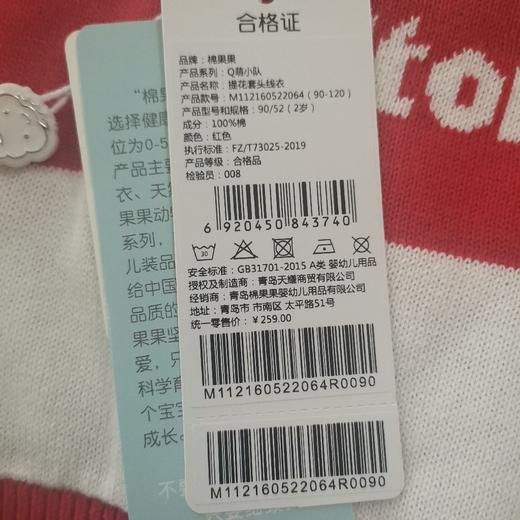 合格证
品牌：棉果果
产品系列：Q萌小队
产品名称：提花套头线衣
产品款号：M112160522064 (90-120)
产品型号和规格：90/52 (2岁)
成分：100%棉
颜色：红色
执行标准：FZ/T73025-2019
产品等级：合格品
检验员：008
6 920450 843740
30
安全标准：GB31701-2015 A类 婴幼儿用品
授权及制造商：青岛天耀商贸有限公司
经销商：青岛棉果果婴幼儿用品有限公司
地址：青岛市 市南区 太平路51号
统一零售价：￥259.00
M112160522064R0090
M112160522064R0090
“棉果
选择健康
位为0-5
产品主要
衣、天
果果动
系列，
儿装品
给中国
品质的
果果坚
爱，只
科学育
个宝宝
成长。
不要